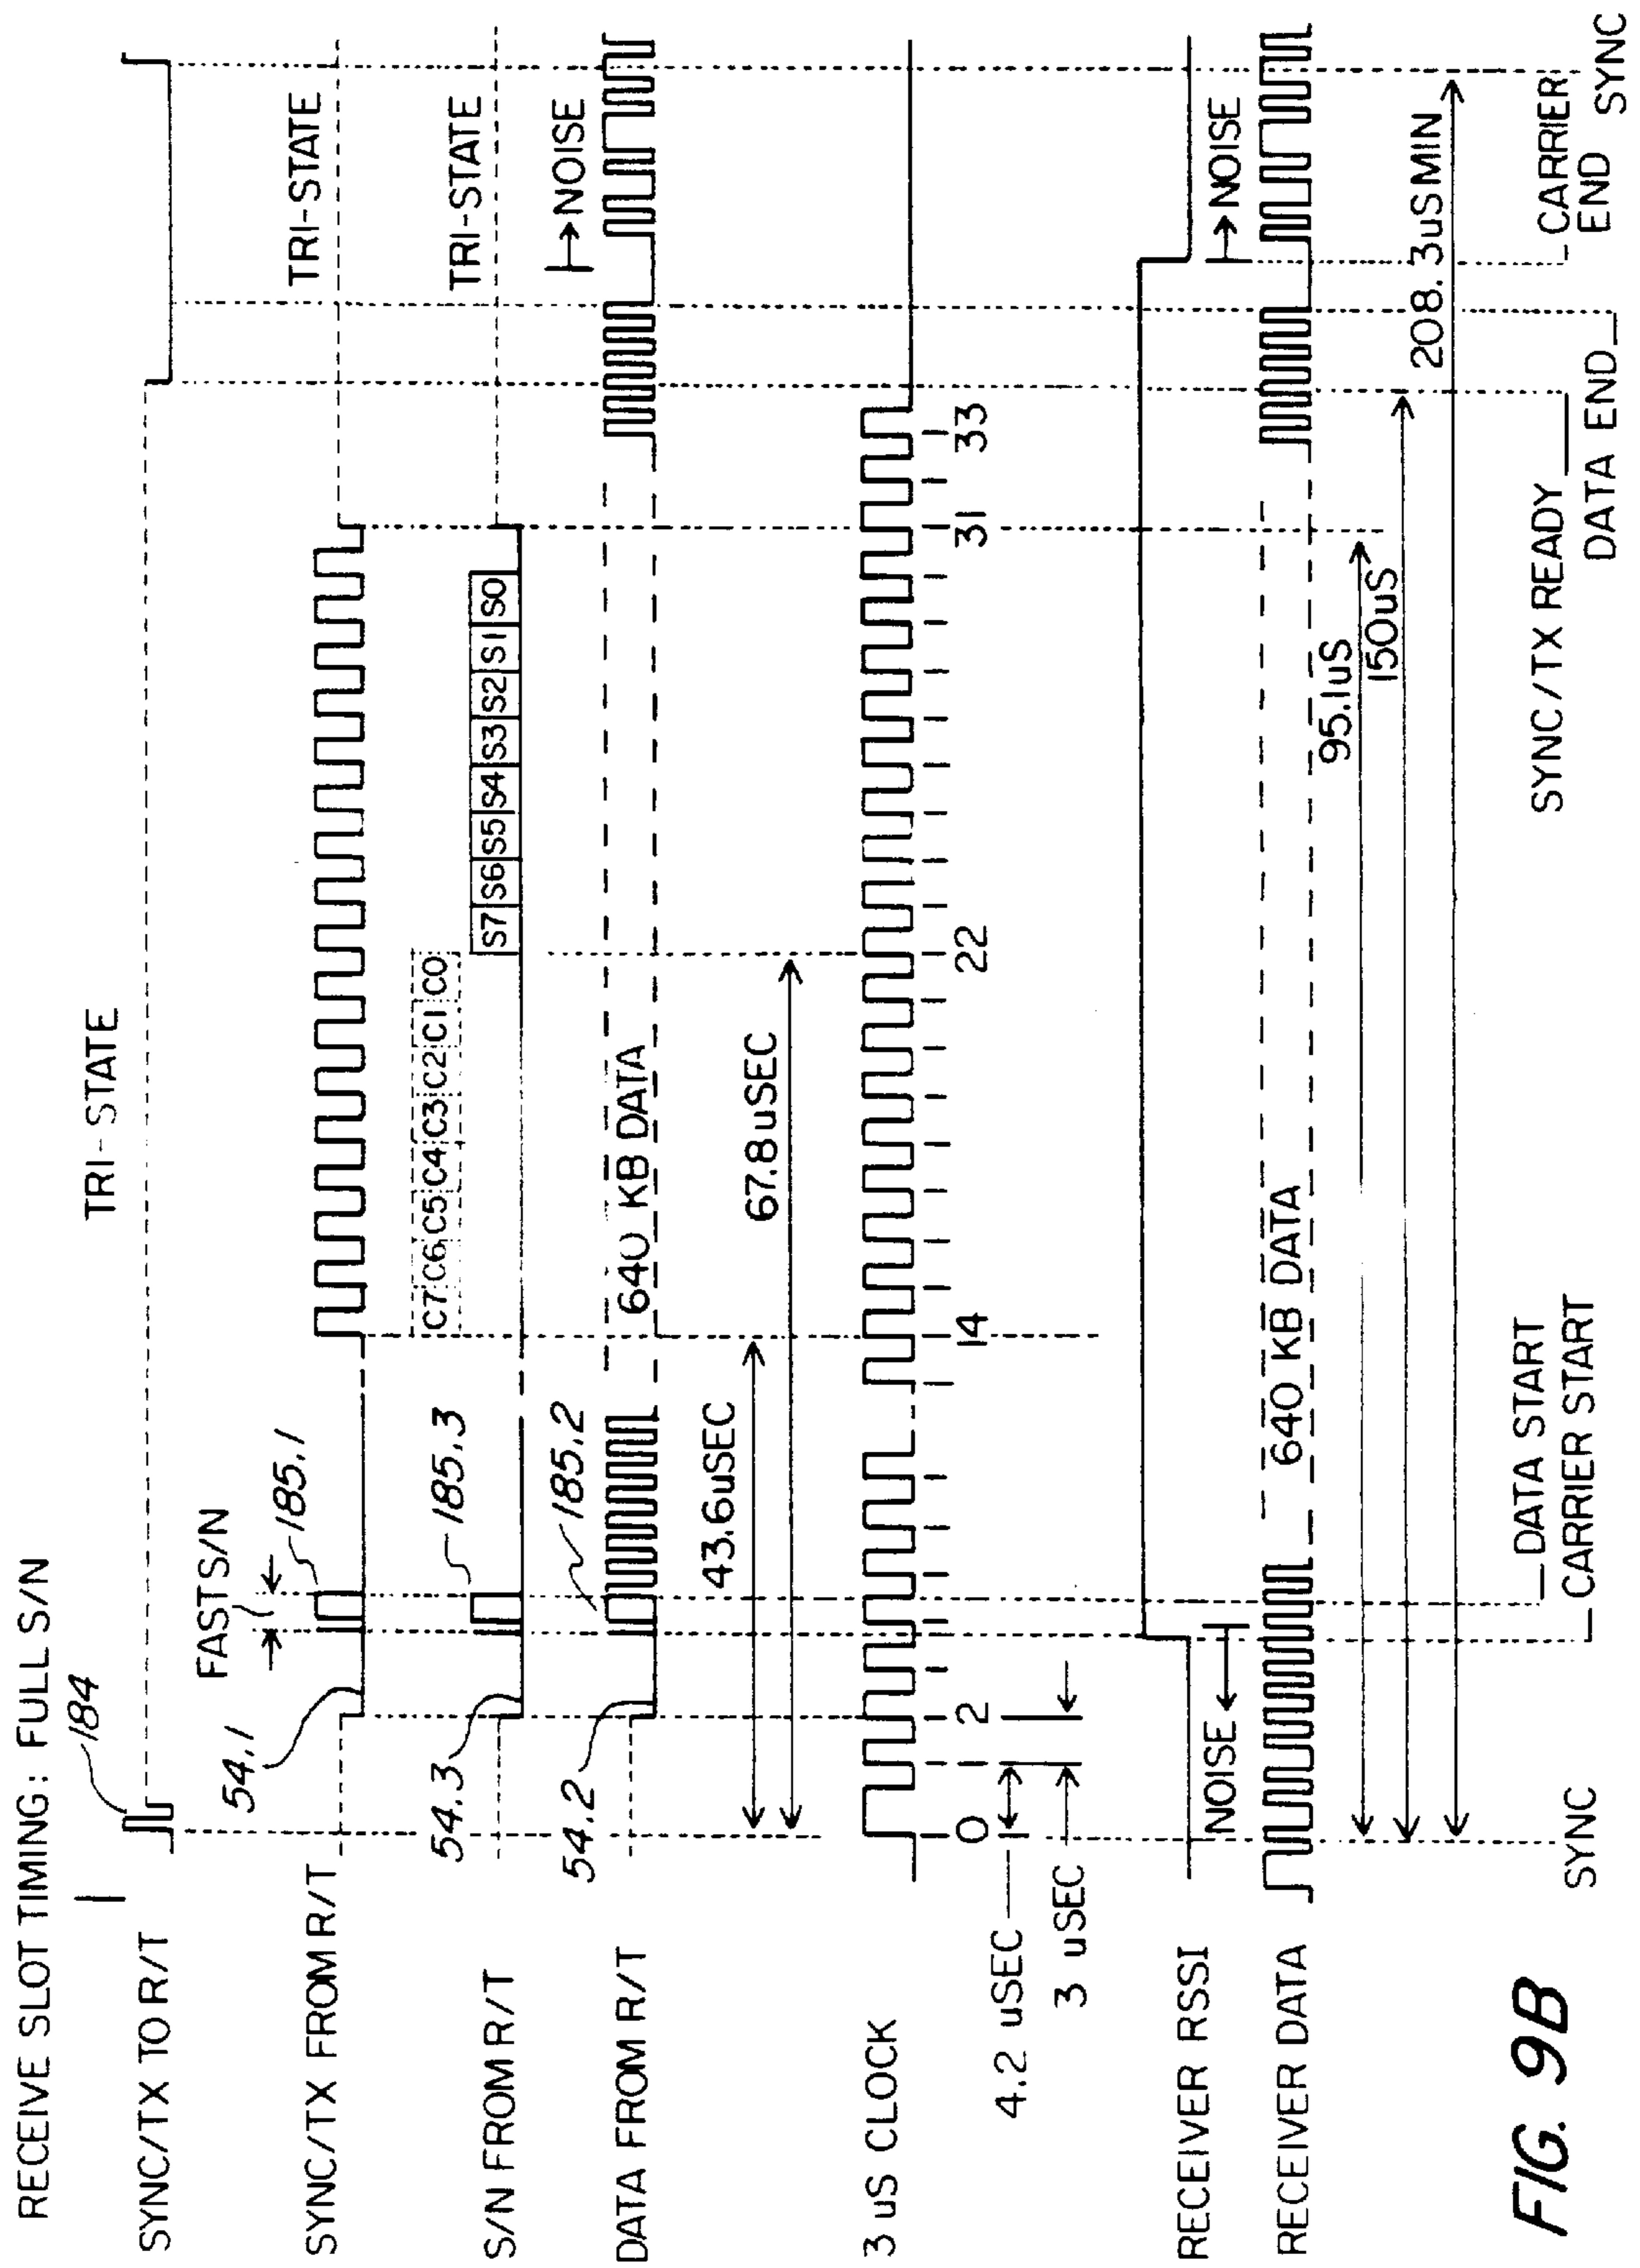 RECEIVE SLOT TIMING: FULL S/N
184
SYNC/TX TO R/T
TRI-STATE
FAST S/N
185.1
54.1
SYNC/TX FROM R/T
TRI-STATE
C7 C6 C5 C4 C3 C2 C1 C0
185.3
54.3
S/N FROM R/T
S7 S6 S5 S4 S3 S2 S1 S0
TRI-STATE
185.2
54.2
DATA FROM R/T
640 KB DATA
NOISE
43.6uSEC
67.8uSEC
3 uS CLOCK
0 1 2 14 22 31 33
4.2 uSEC
3 uSEC
RECEIVER RSSI
NOISE
NOISE
RECEIVER DATA
640 KB DATA
95.1uS
150uS
208.3uSMIN
SYNC
DATA START
CARRIER START
SYNC/TX READY
DATA END
CARRIER
END SYNC
FIG. 9B